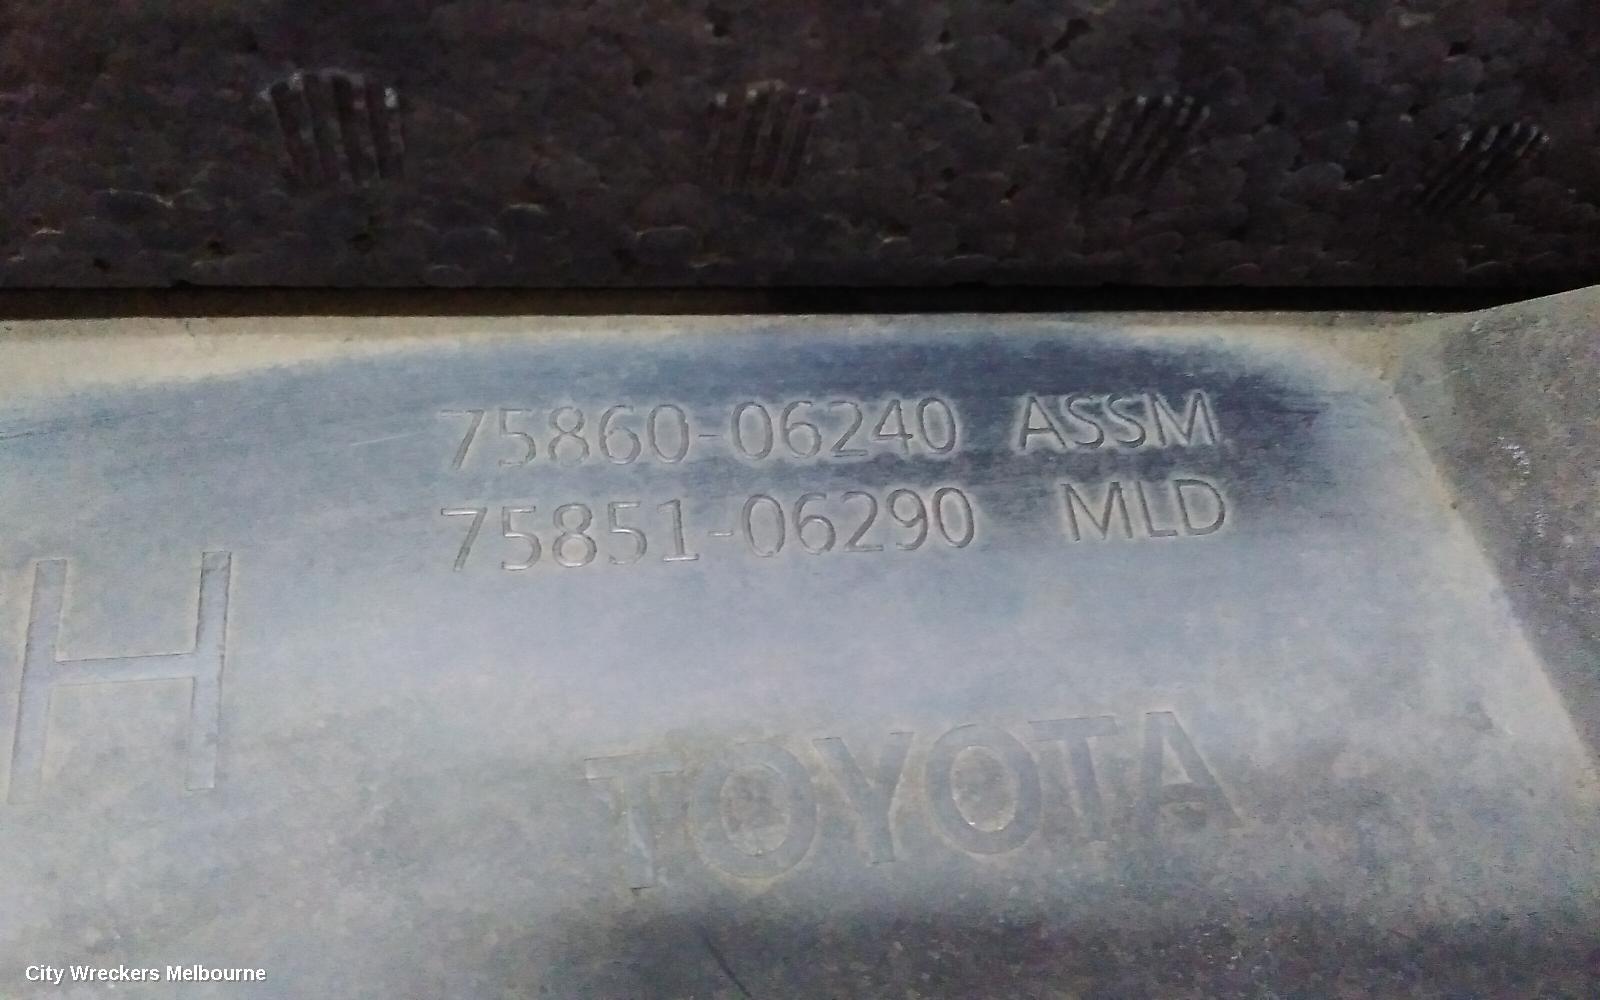 75860-06240 ASSM
75851-06290 MLD
H
TOYOTA
City Wreckers Melbourne